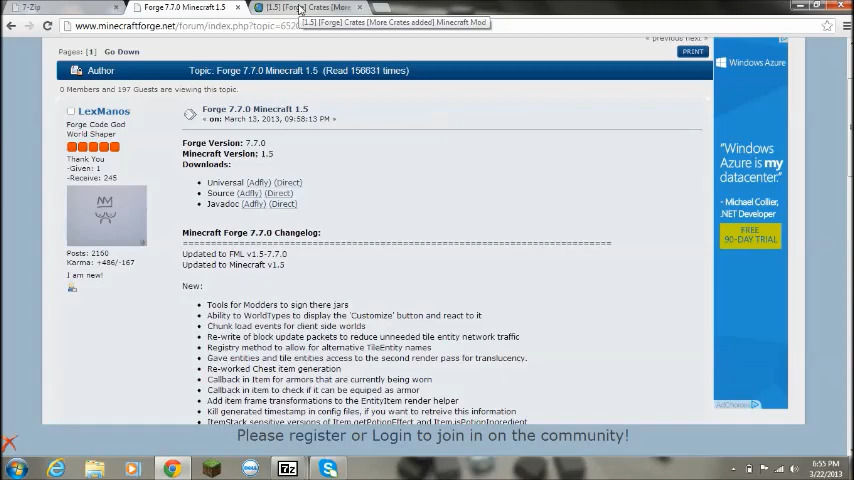 7-Zip
Forge 7.7.0 Minecraft 1.5
[1.5] [Forge] Crates [More
[1.5] [Forge] Crates [More Crates added] Minecraft Mod
www.minecraftforge.net/forum/index.php?topic=652
« previous next »
Pages: [1] Go Down
PRINT
Author
Topic: Forge 7.7.0 Minecraft 1.5 (Read 156631 times)
0 Members and 197 Guests are viewing this topic.
LexManos
Forge Code God
World Shaper
Thank You
-Given: 1
-Receive: 245
Posts: 2160
Karma: +486/-167
I am new!
Forge 7.7.0 Minecraft 1.5
« on: March 13, 2013, 09:58:13 PM »
Forge Version: 7.7.0
Minecraft Version: 1.5
Downloads:
Universal (Adfly) (Direct)
Source (Adfly) (Direct)
Javadoc (Adfly) (Direct)
Minecraft Forge 7.7.0 Changelog:
Updated to FML v1.5-7.7.0
Updated to Minecraft v1.5
New:
Tools for Modders to sign there jars
Ability to WorldTypes to display the 'Customize' button and react to it
Chunk load events for client side worlds
Re-write of block update packets to reduce unneeded tile entity network traffic
Registry method to allow for alternative TileEntity names
Gave entities and tile entities access to the second render pass for translucency.
Re-worked Chest item generation
Callback in Item for armors that are currently being worn
Callback in item to check if it can be equiped as armor
Add item frame transformations to the EntityItem render helper
Kill generated timestamp in config files, if you want to retreive this information
ItemStack sensitive versions of Item.getPotionEffect and Item.isPotionIngredient
Windows Azure
"Windows
Azure is my
datacenter."
- Michael Collier,
.NET Developer
FREE
90-DAY TRIAL
AdChoices
Please register or Login to join in on the community!
DELL
7z
6:55 PM
3/22/2013